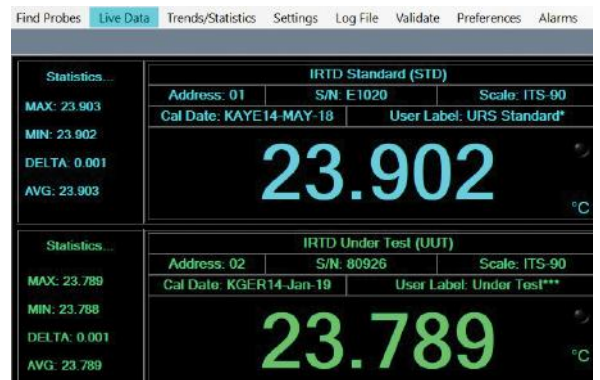 Find Probes Live Data Trends/Statistics Settings Log File Validate Preferences Alarms
Statistics...
MAX: 23.903
MIN: 23.902
DELTA: 0.001
AVG: 23.903
IRTD Standard (STD)
Address: 01 S/N: E1020 Scale: ITS-90
Cal Date: KAYE14-MAY-18 User Label: URS Standard*
23.902
°C
Statistics...
MAX: 23.789
MIN: 23.788
DELTA: 0.001
AVG: 23.789
IRTD Under Test (UUT)
Address: 02 S/N: 80926 Scale: ITS-90
Cal Date: KGER14-Jan-19 User Label: Under Test***
23.789
°C